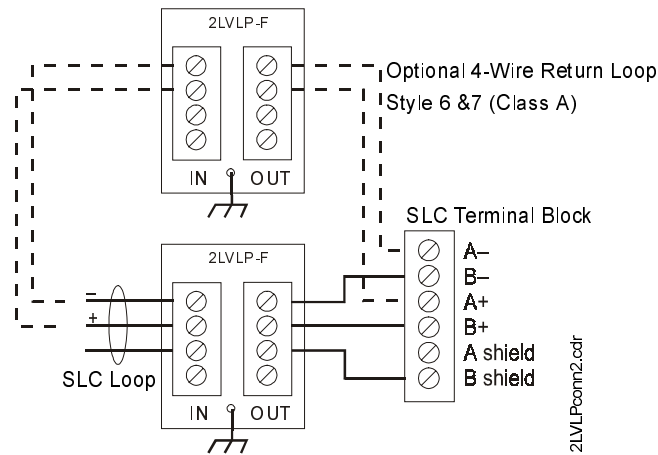 2LVLP-F
Optional 4-Wire Return Loop
Style 6 &7 (Class A)
IN OUT
SLC Terminal Block
2LVLP-F
A–
B–
A+
B+
A shield
B shield
–
+
SLC Loop
IN OUT
2LVLPconn2.cdr